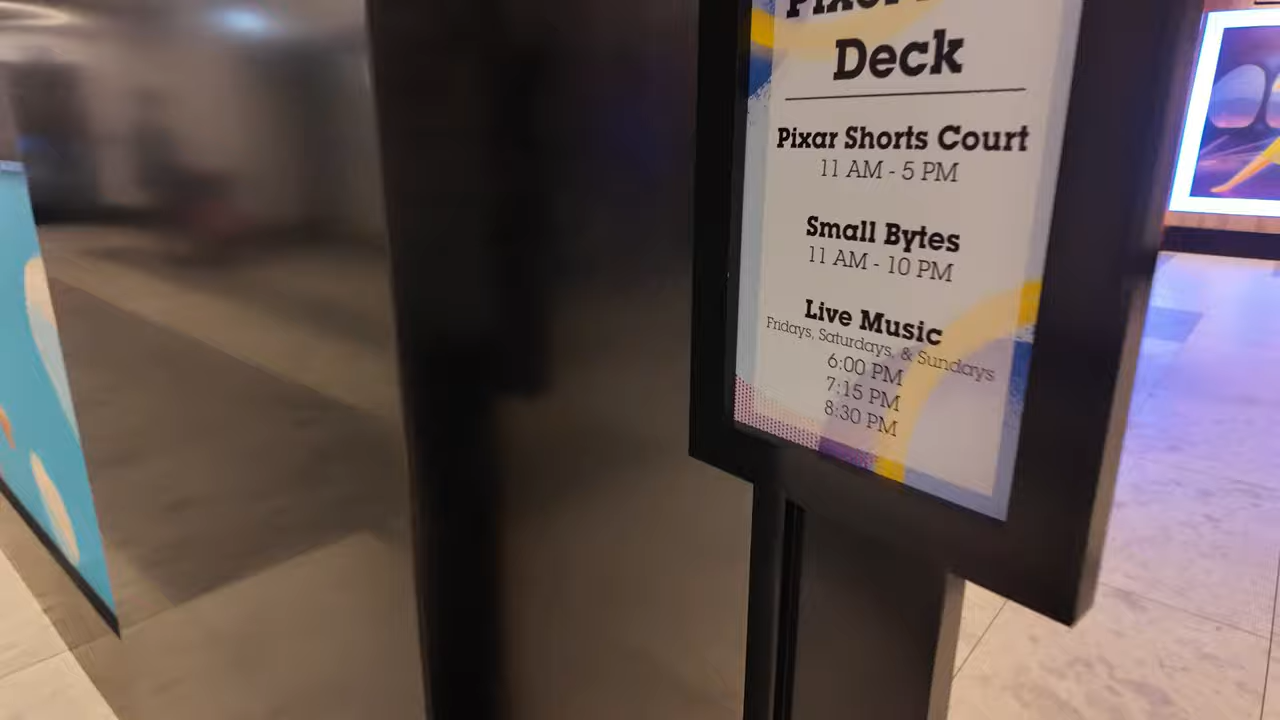 Deck
Pixar Shorts Court
11 AM - 5 PM
Small Bytes
11 AM - 10 PM
Live Music
Fridays, Saturdays, & Sundays
6:00 PM
7:15 PM
8:30 PM